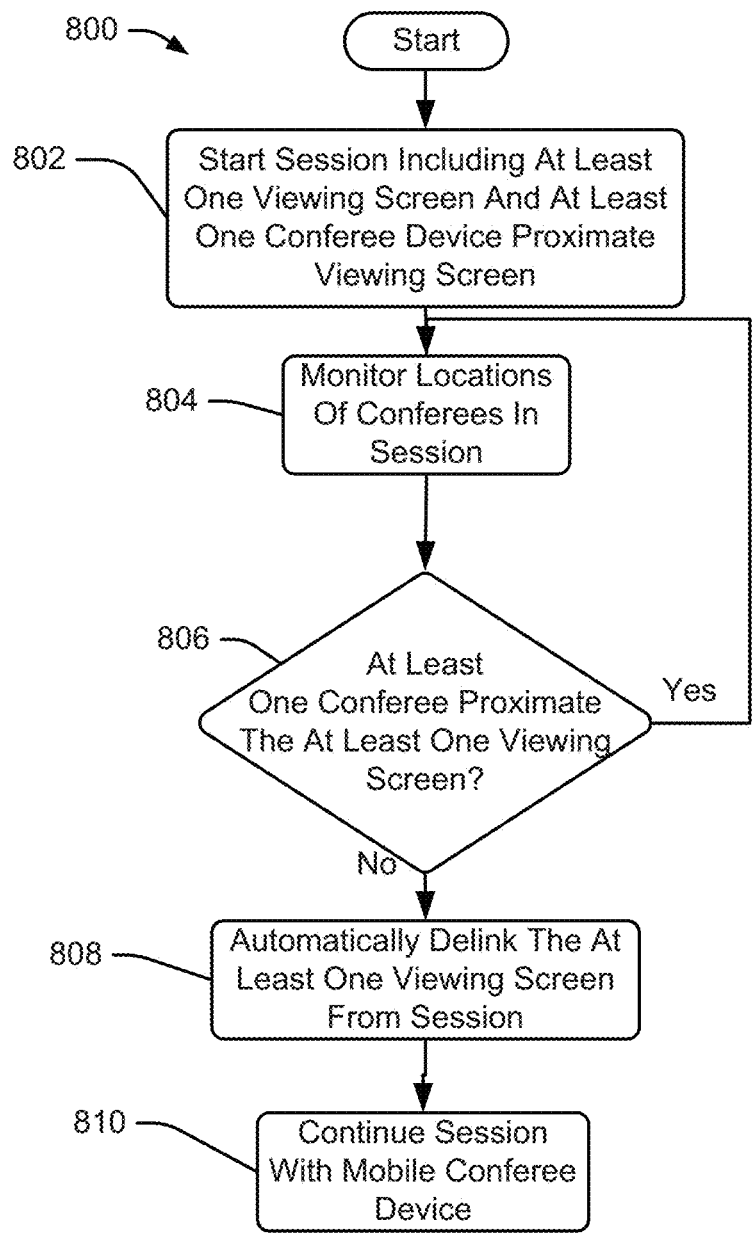 800
Start
802
Start Session Including At Least
One Viewing Screen And At Least
One Conferee Device Proximate
Viewing Screen
804
Monitor Locations
Of Conferees In
Session
806
At Least
One Conferee Proximate
The At Least One Viewing
Screen?
Yes
No
808
Automatically Delink The At
Least One Viewing Screen
From Session
810
Continue Session
With Mobile Conferee
Device